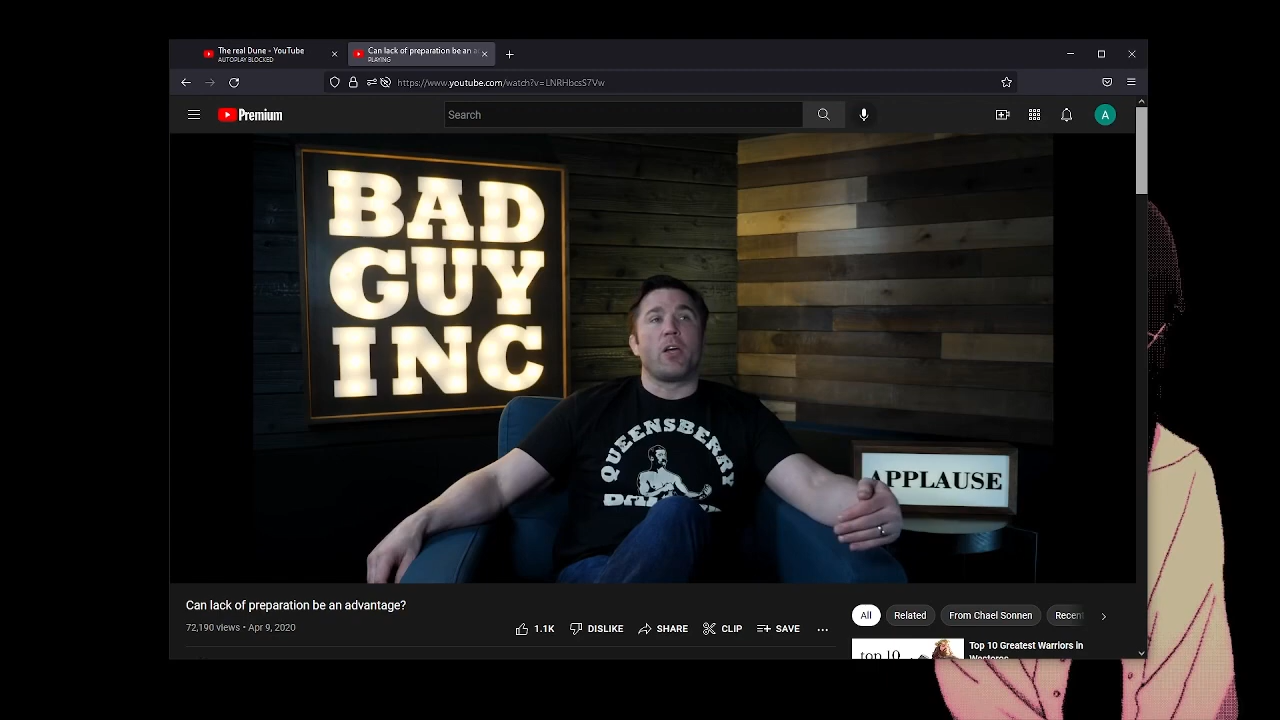 The real Dune - YouTube
AUTOPLAY BLOCKED
Can lack of preparation be an a
PLAYING
https://www.youtube.com/watch?v=LNRHbcsS7Vw
Premium
Search
A
BAD
GUY
INC
QUEENSBERRY
APPLAUSE
Can lack of preparation be an advantage?
72,190 views • Apr 9, 2020
1.1K
DISLIKE
SHARE
CLIP
SAVE
All
Related
From Chael Sonnen
Recen
top 10
Top 10 Greatest Warriors in
Westeros